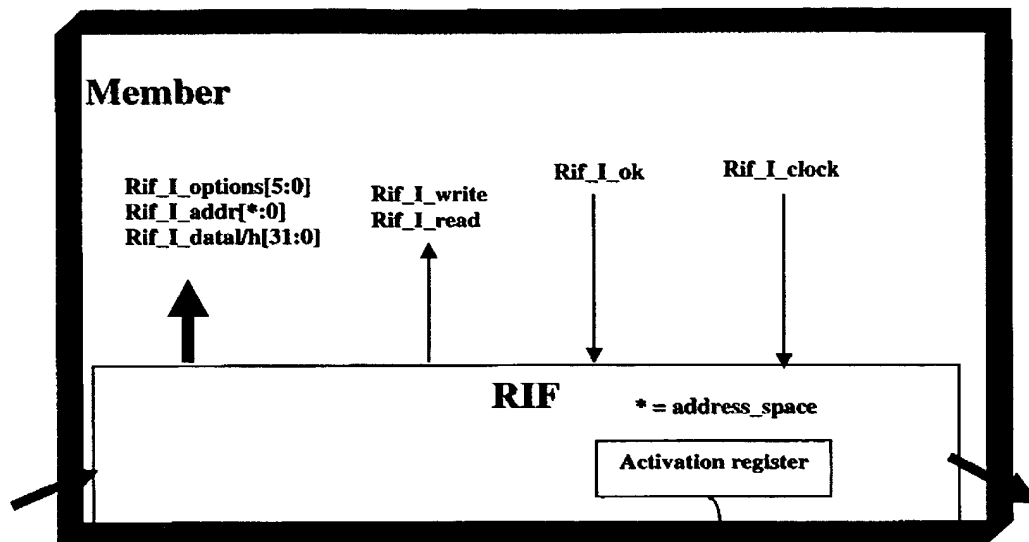 Member
Rif_I_options[5:0]
Rif_I_addr[*:0]
Rif_I_datal/h[31:0]
Rif_I_write
Rif_I_read
Rif_I_ok
Rif_I_clock
RIF
* = address_space
Activation register